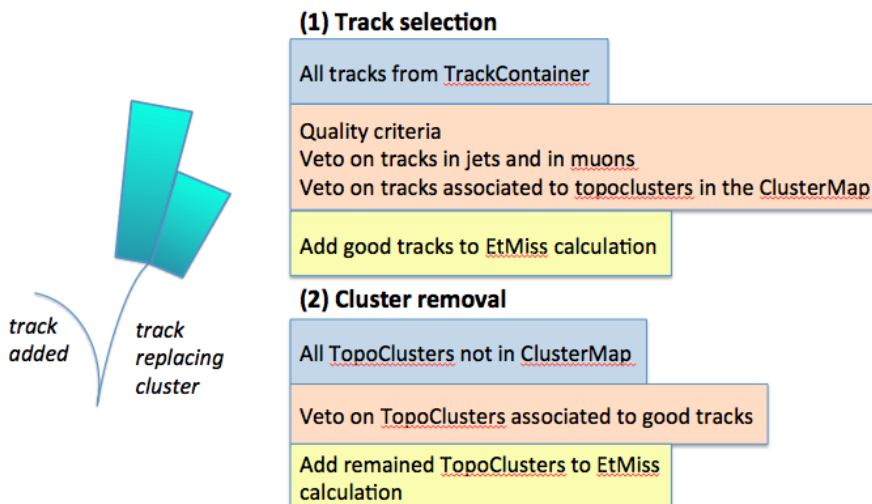 (1) Track selection
All tracks from TrackContainer
Quality criteria
Veto on tracks in jets and in muons
Veto on tracks associated to topoclusters in the ClusterMap
Add good tracks to EtMiss calculation
track
added
track
replacing
cluster
(2) Cluster removal
All TopoClusters not in ClusterMap
Veto on TopoClusters associated to good tracks
Add remained TopoClusters to EtMiss
calculation